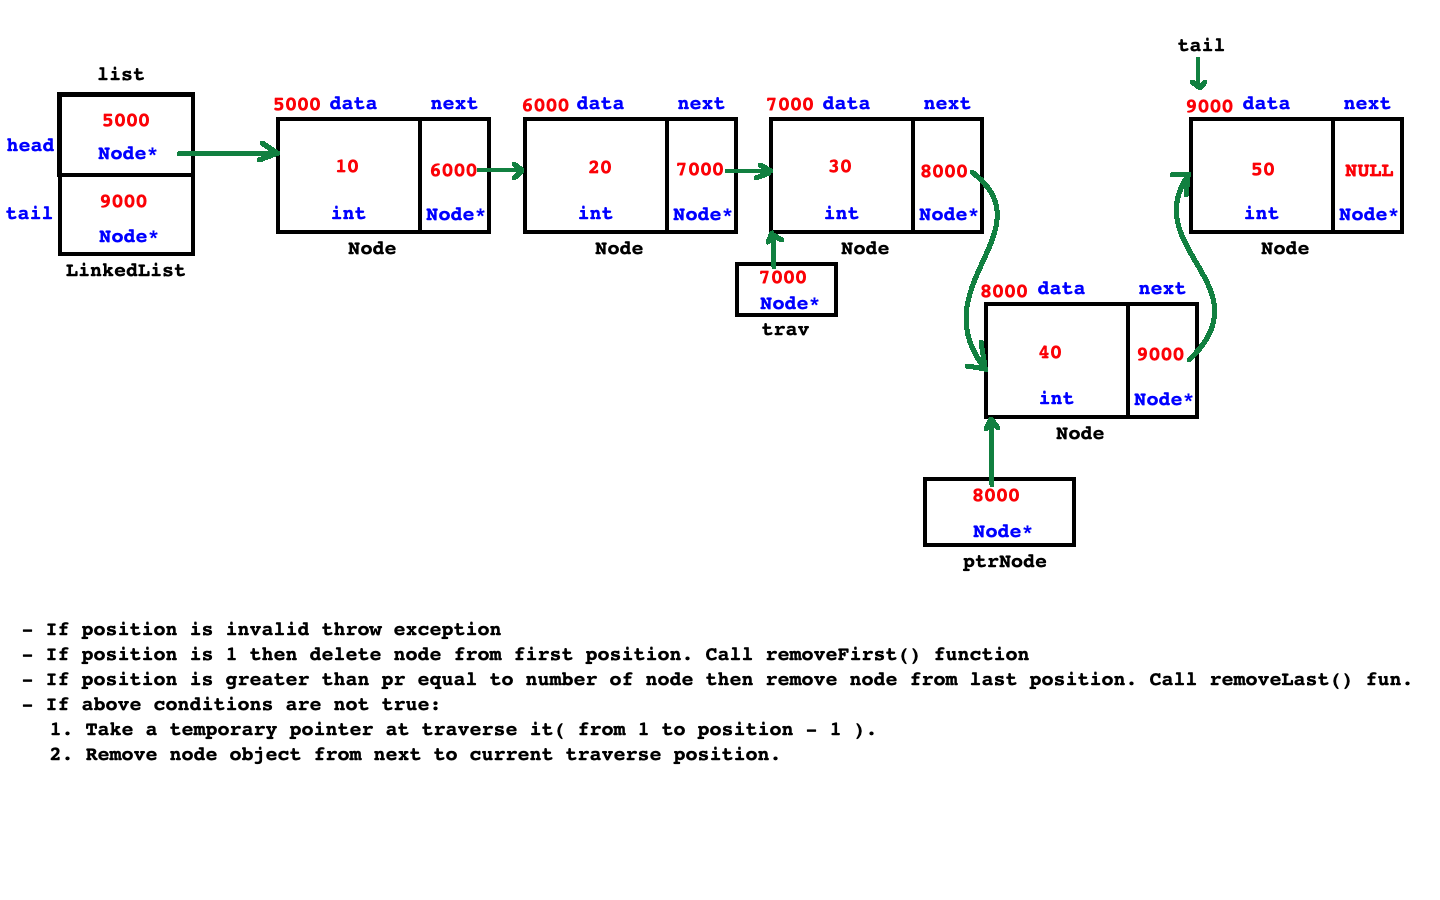 tail
list
5000 data next
6000 data next
7000 data next
9000 data next
head
5000
Node*
tail
9000
Node*
LinkedList
10
int
6000
Node*
Node
20
int
7000
Node*
Node
30
int
8000
Node*
Node
50
int
NULL
Node*
Node
7000
Node*
trav
8000 data next
40
int
9000
Node*
Node
8000
Node*
ptrNode
- If position is invalid throw exception
- If position is 1 then delete node from first position. Call removeFirst() function
- If position is greater than pr equal to number of node then remove node from last position. Call removeLast() fun.
- If above conditions are not true:
1. Take a temporary pointer at traverse it( from 1 to position - 1 ).
2. Remove node object from next to current traverse position.